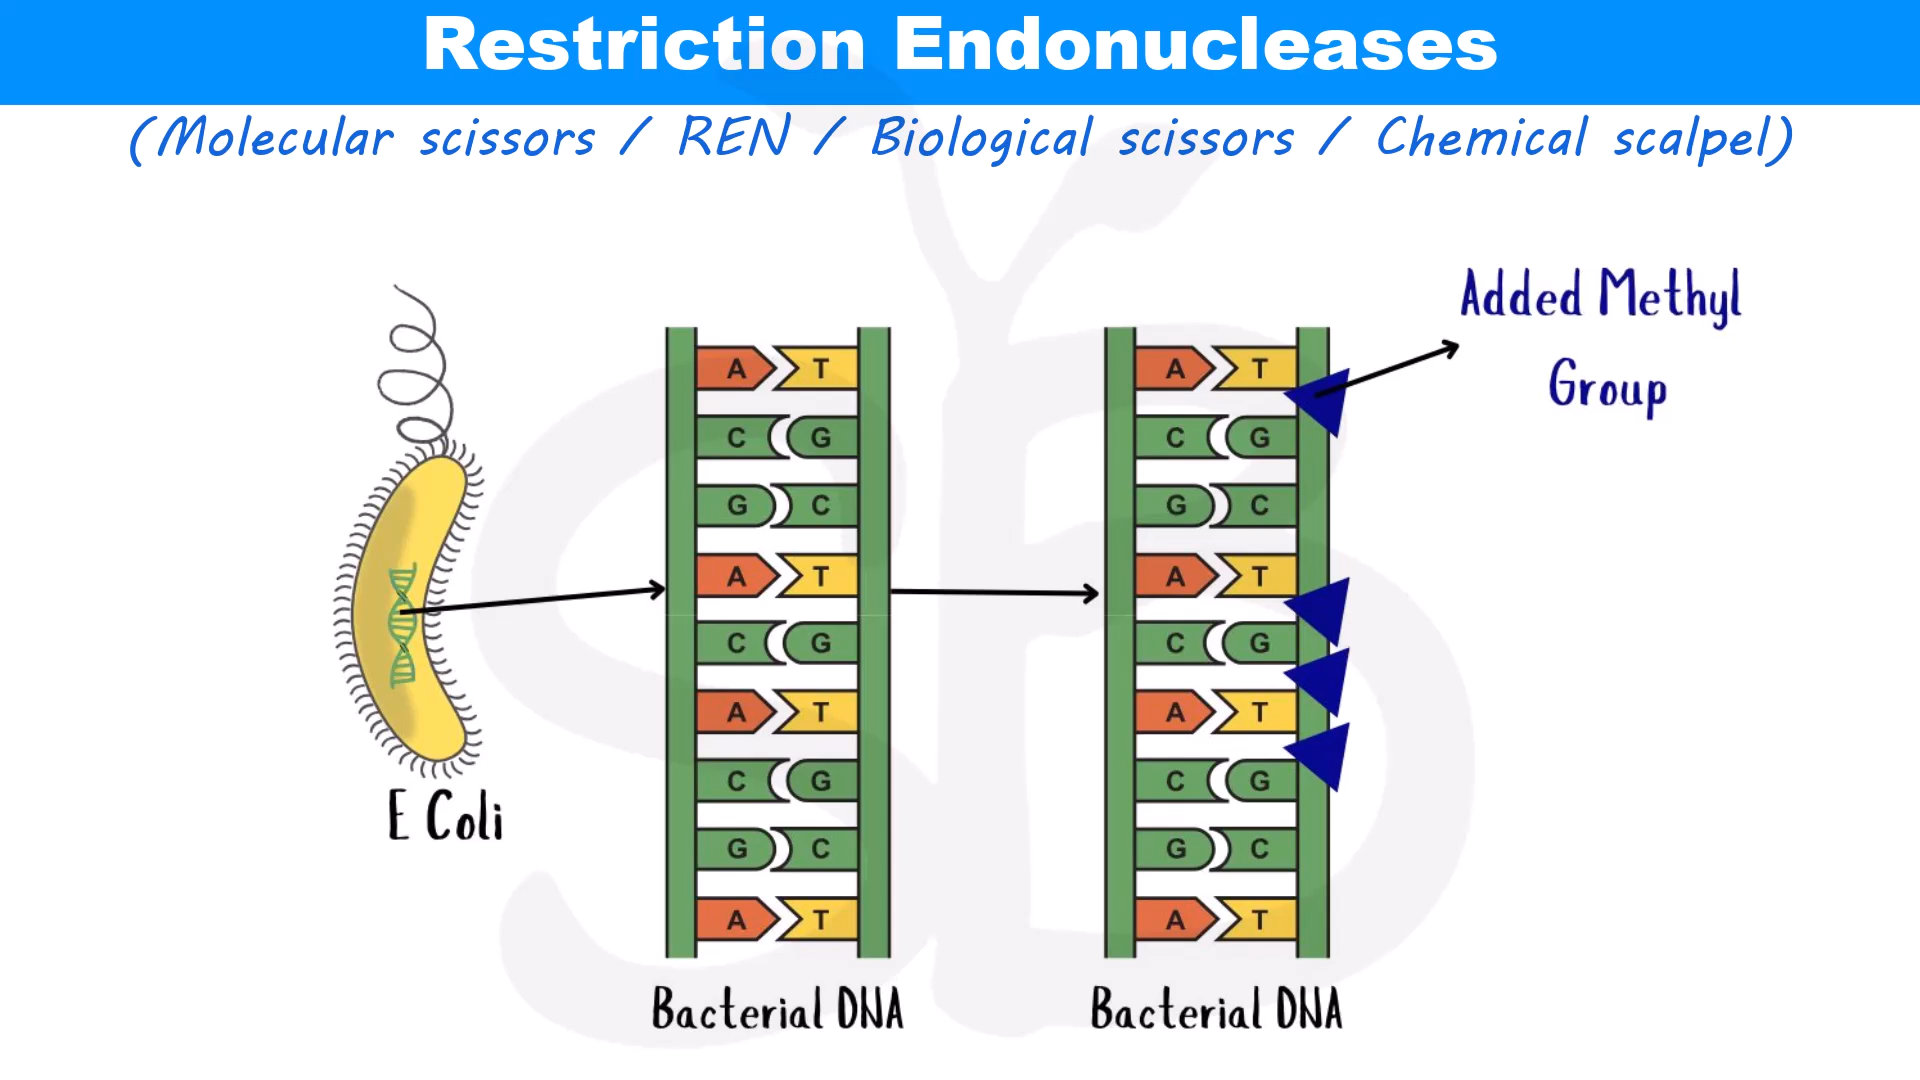 Restriction Endonucleases
(Molecular scissors / REN / Biological scissors / Chemical scalpel)
Added Methyl
Group
A T A T
C G C G
G C G C
A T A T
C G C G
A T A T
C G C G
G C G C
A T A T
E Coli
Bacterial DNA Bacterial DNA